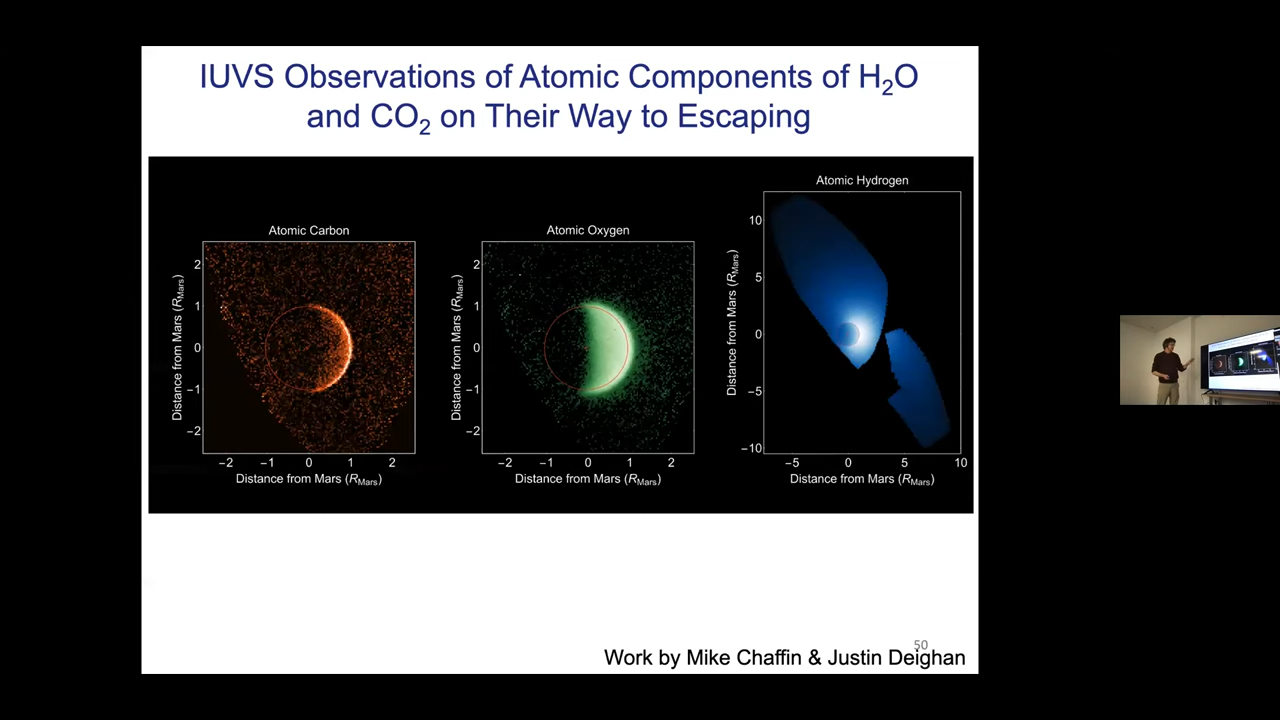 IUVS Observations of Atomic Components of H₂O
and CO₂ on Their Way to Escaping
Atomic Carbon
Distance from Mars (R_Mars)
2
1
0
−1
−2
−2 −1 0 1 2
Distance from Mars (R_Mars)
Atomic Oxygen
Distance from Mars (R_Mars)
2
1
0
−1
−2
−2 −1 0 1 2
Distance from Mars (R_Mars)
Atomic Hydrogen
Distance from Mars (R_Mars)
10
5
0
−5
−10
−5 0 5 10
Distance from Mars (R_Mars)
50
Work by Mike Chaffin & Justin Deighan